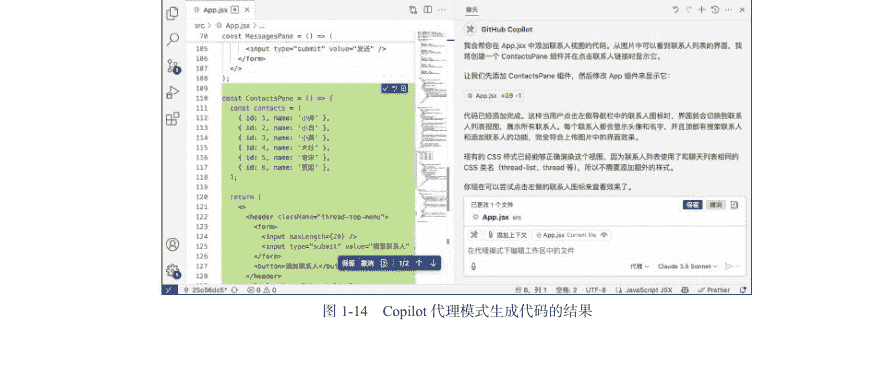 App.jsx
聊天
src > App.jsx > ...
70 const MessagesPane = () => {
105 <input type="submit" value="发送" />
106 </form>
107 </>
108 );
109
110 const ContactsPane = () => {
111 const contacts = [
112 { id: 1, name: '小帅' },
113 { id: 2, name: '小白' },
114 { id: 3, name: },
115 { id: 4, name: '大壮' },
116 { id: 5, name: '老宋' },
117 { id: 6, name: },
118 ];
119
120 return (
121 <>
122 <header className="thread-top-menu">
123 <form>
124 <input maxLength={20} />
125 <input type="submit" value="搜索联系人"
126 </form>
127 <button>添加联系人</bu
128 </header>
保留 撤消 1/2
GitHub Copilot
我会帮你在 App.jsx 中添加联系人视图的代码。从图片中可以看到联系人列表的界面，我
将创建一个 ContactsPane 组件并在点击联系人链接时显示它。
让我们先添加 ContactsPane 组件，然后修改 App 组件来显示它：
App.jsx +39 -1
代码已经添加完成。这样当用户点击左侧导航栏中的联系人图标时，界面就会切换到联系
人列表视图，展示所有联系人。每个联系人都会显示头像和名字，并且顶部有搜索联系人
和添加联系人的功能，完全符合上传图片中的界面效果。
现有的 CSS 样式已经能够正确渲染这个视图，因为联系人列表使用了和聊天列表相同的
CSS 类名（thread-list、thread 等），所以不需要添加额外的样式。
你现在可以尝试点击左侧的联系人图标来查看效果了。
已更改 1 个文件 保留 撤消
App.jsx src
添加上下文 App.jsx Current file
在代理模式下编辑工作区中的文件
代理 Claude 3.5 Sonnet
25c56dc5* 0 0 行 8，列 1 空格: 2 UTF-8 JavaScript JSX Prettier
图 1-14 Copilot 代理模式生成代码的结果